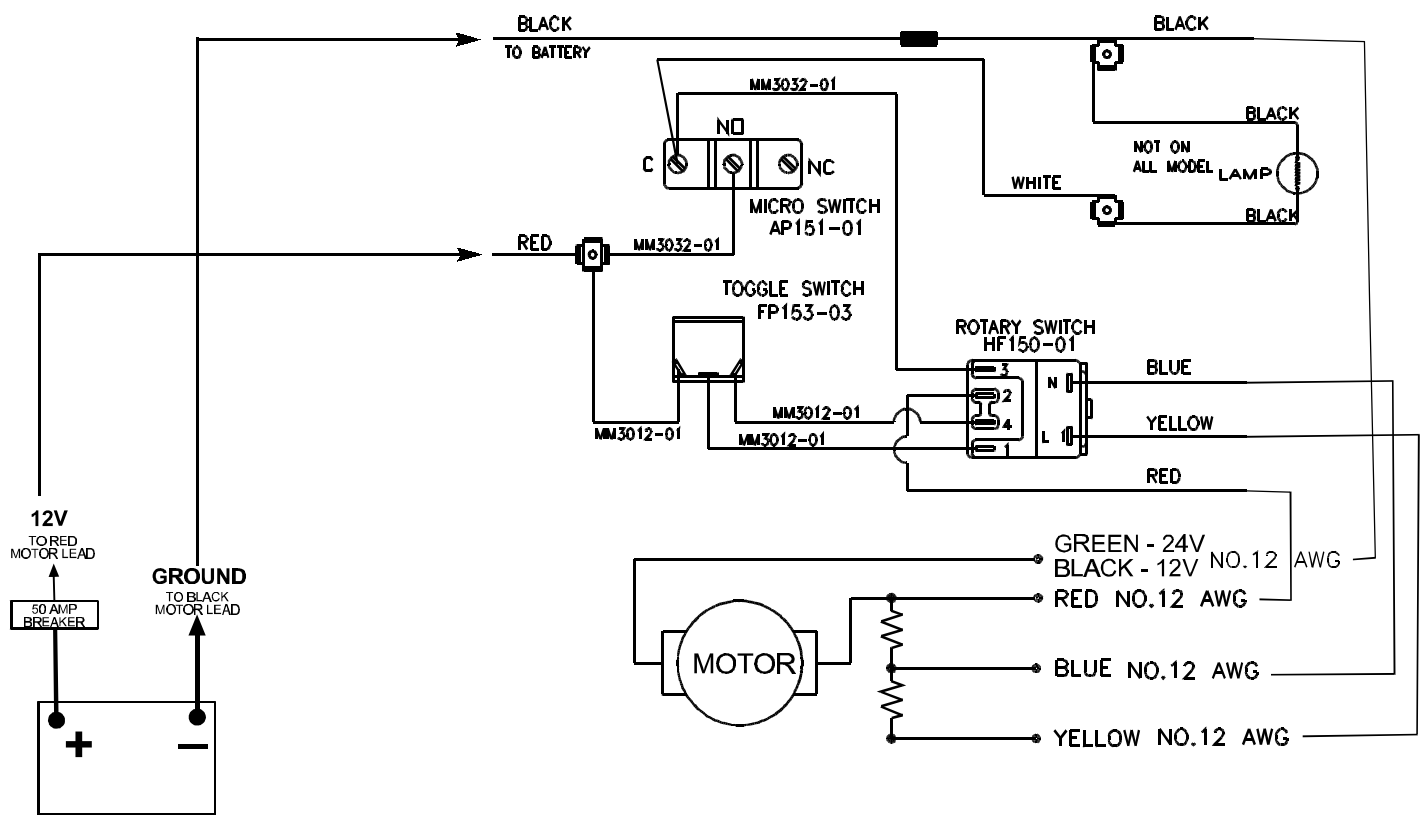 BLACK
TO BATTERY
BLACK
MM3032-01
NO
C
NC
MICRO SWITCH
AP151-01
BLACK
NOT ON
ALL MODEL
LAMP
WHITE
BLACK
RED
MM3032-01
TOGGLE SWITCH
FP153-03
ROTARY SWITCH
HF150-01
3
N
BLUE
2
MM3012-01
4
YELLOW
MM3012-01
MM3012-01
L
1
1
RED
12V
TO RED
MOTOR LEAD
GROUND
TO BLACK
MOTOR LEAD
50 AMP
BREAKER
GREEN - 24V
BLACK - 12V
NO.12 AWG
RED NO.12 AWG
MOTOR
BLUE NO.12 AWG
YELLOW NO.12 AWG
+
−